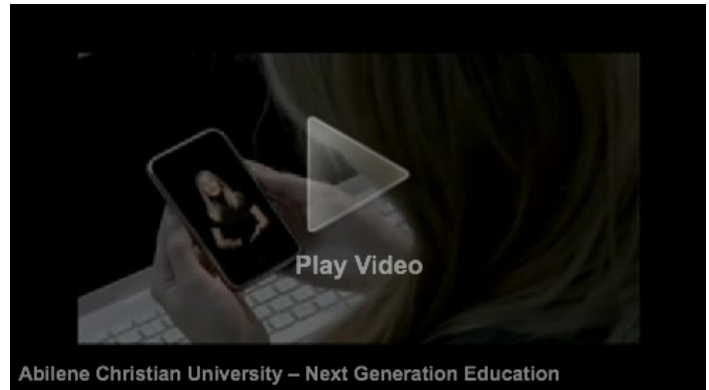 Play Video
Abilene Christian University – Next Generation Education